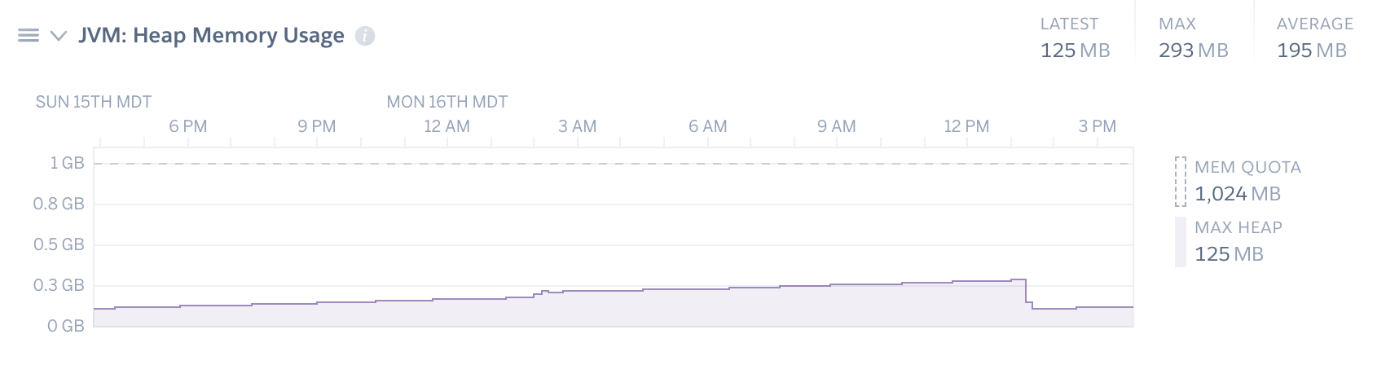 JVM: Heap Memory Usage
LATEST
125 MB
MAX
293 MB
AVERAGE
195 MB
SUN 15TH MDT
MON 16TH MDT
6 PM
9 PM
12 AM
3 AM
6 AM
9 AM
12 PM
3 PM
1 GB
0.8 GB
0.5 GB
0.3 GB
0 GB
MEM QUOTA
1,024 MB
MAX HEAP
125 MB